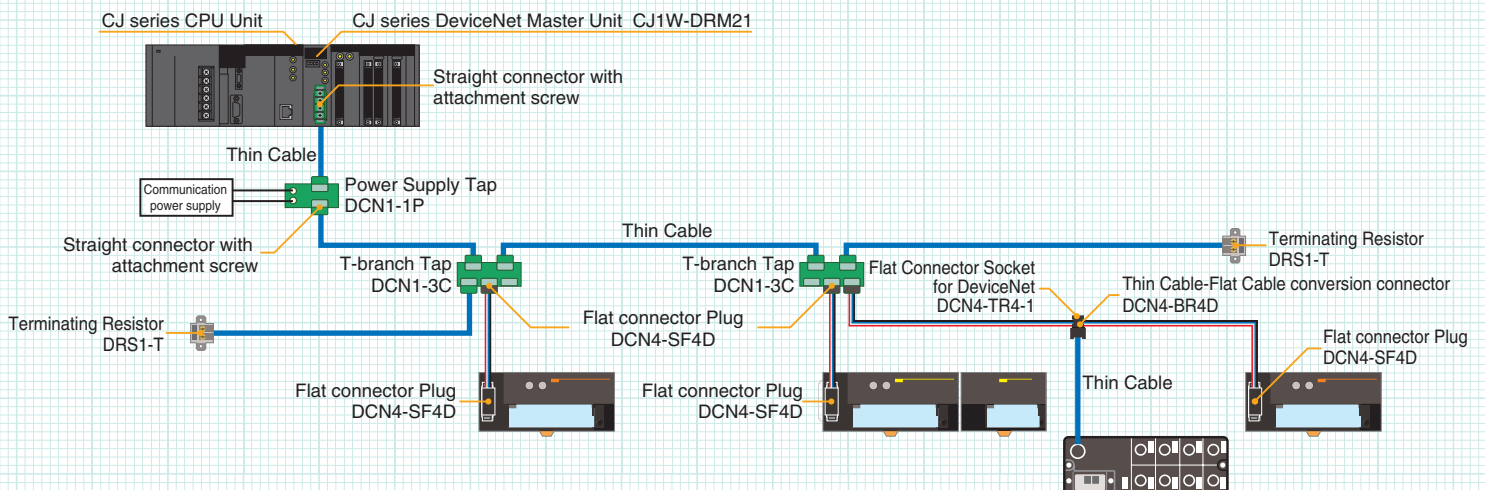 CJ series CPU Unit
CJ series DeviceNet Master Unit  CJ1W-DRM21
Straight connector with
attachment screw
Thin Cable
Communication
power supply
Power Supply Tap
DCN1-1P
Straight connector with
attachment screw
T-branch Tap
DCN1-3C
Thin Cable
T-branch Tap
DCN1-3C
Flat Connector Socket
for DeviceNet
DCN4-TR4-1
Terminating Resistor
DRS1-T
Thin Cable-Flat Cable conversion connector
DCN4-BR4D
Terminating Resistor
DRS1-T
Flat connector Plug
DCN4-SF4D
Flat connector Plug
DCN4-SF4D
Flat connector Plug
DCN4-SF4D
Flat connector Plug
DCN4-SF4D
Thin Cable